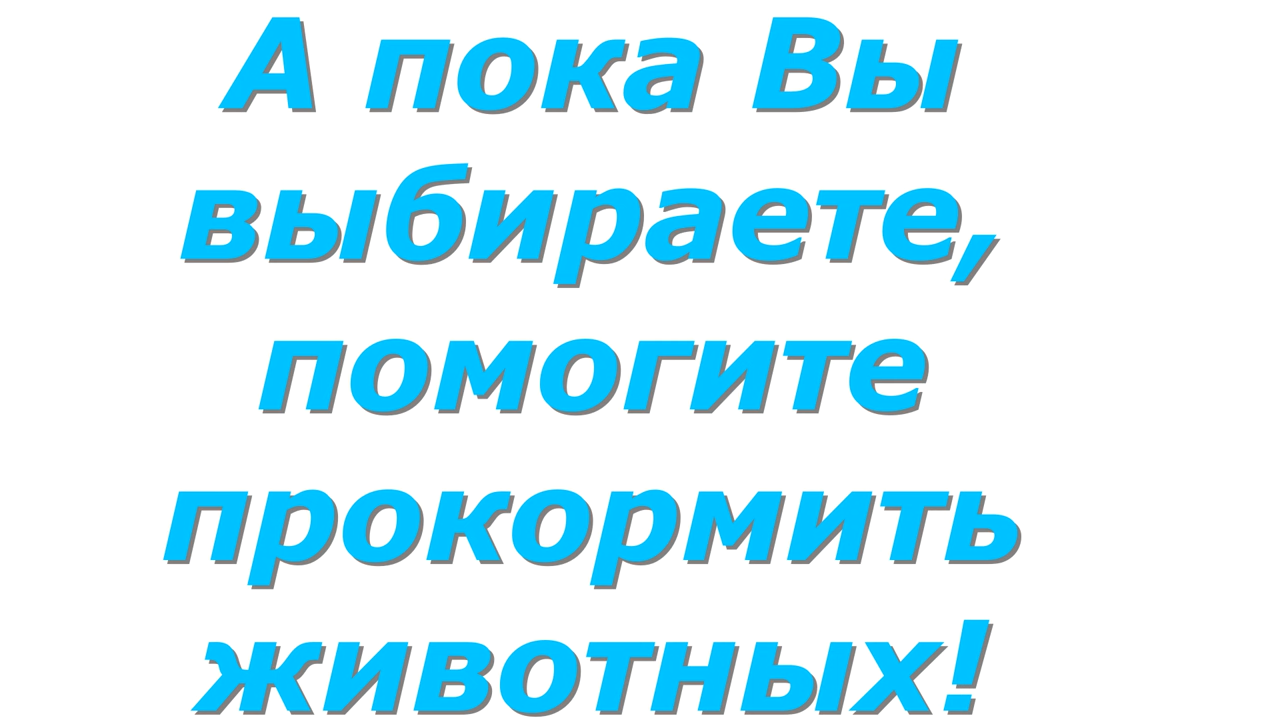 А пока Вы
выбираете,
помогите
прокормить
животных!